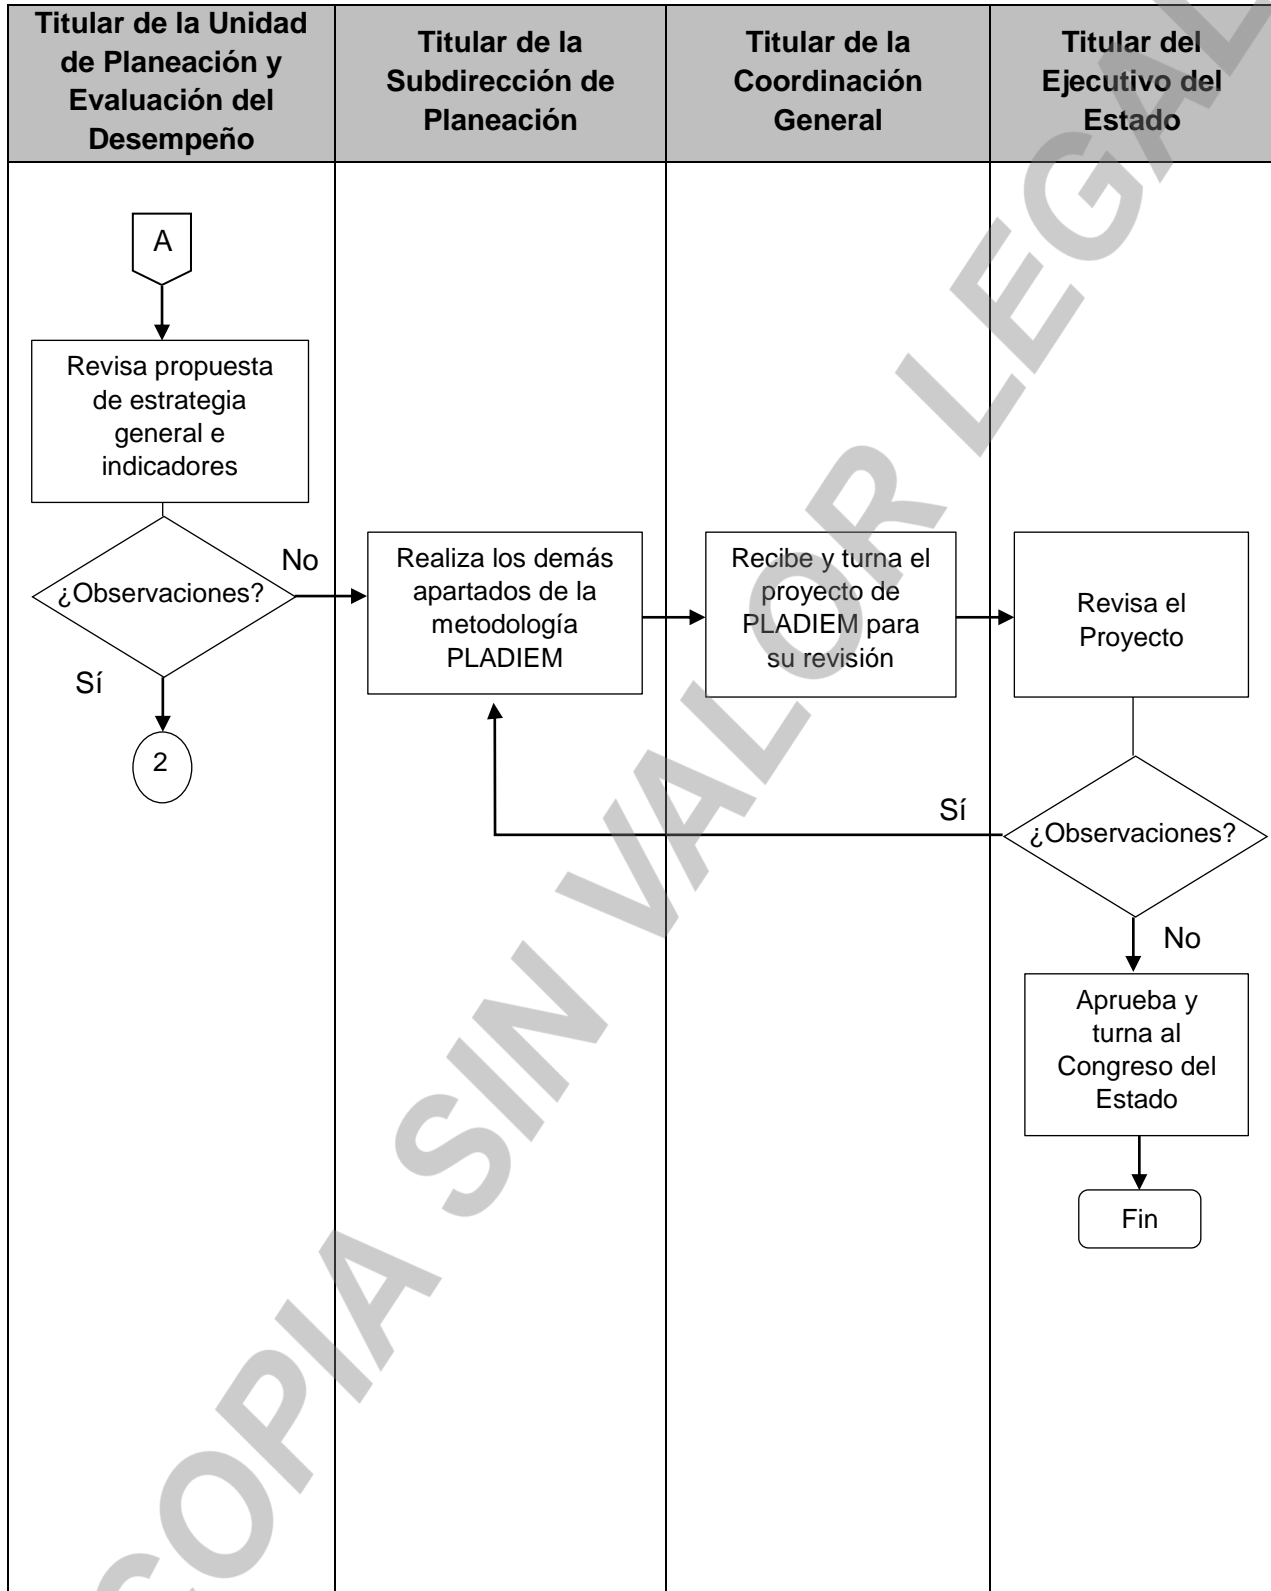 Titular de la Unidad
de Planeación y
Evaluación del
Desempeño
Titular de la
Subdirección de
Planeación
Titular de la
Coordinación
General
Titular del
Ejecutivo del
Estado
A
Revisa propuesta
de estrategia
general e
indicadores
¿Observaciones?
No
Sí
2
Realiza los demás
apartados de la
metodología
PLADIEM
Recibe y turna el
proyecto de
PLADIEM para
su revisión
Revisa el
Proyecto
¿Observaciones?
Sí
No
Aprueba y
turna al
Congreso del
Estado
Fin
COPIA SIN VALOR LEGAL